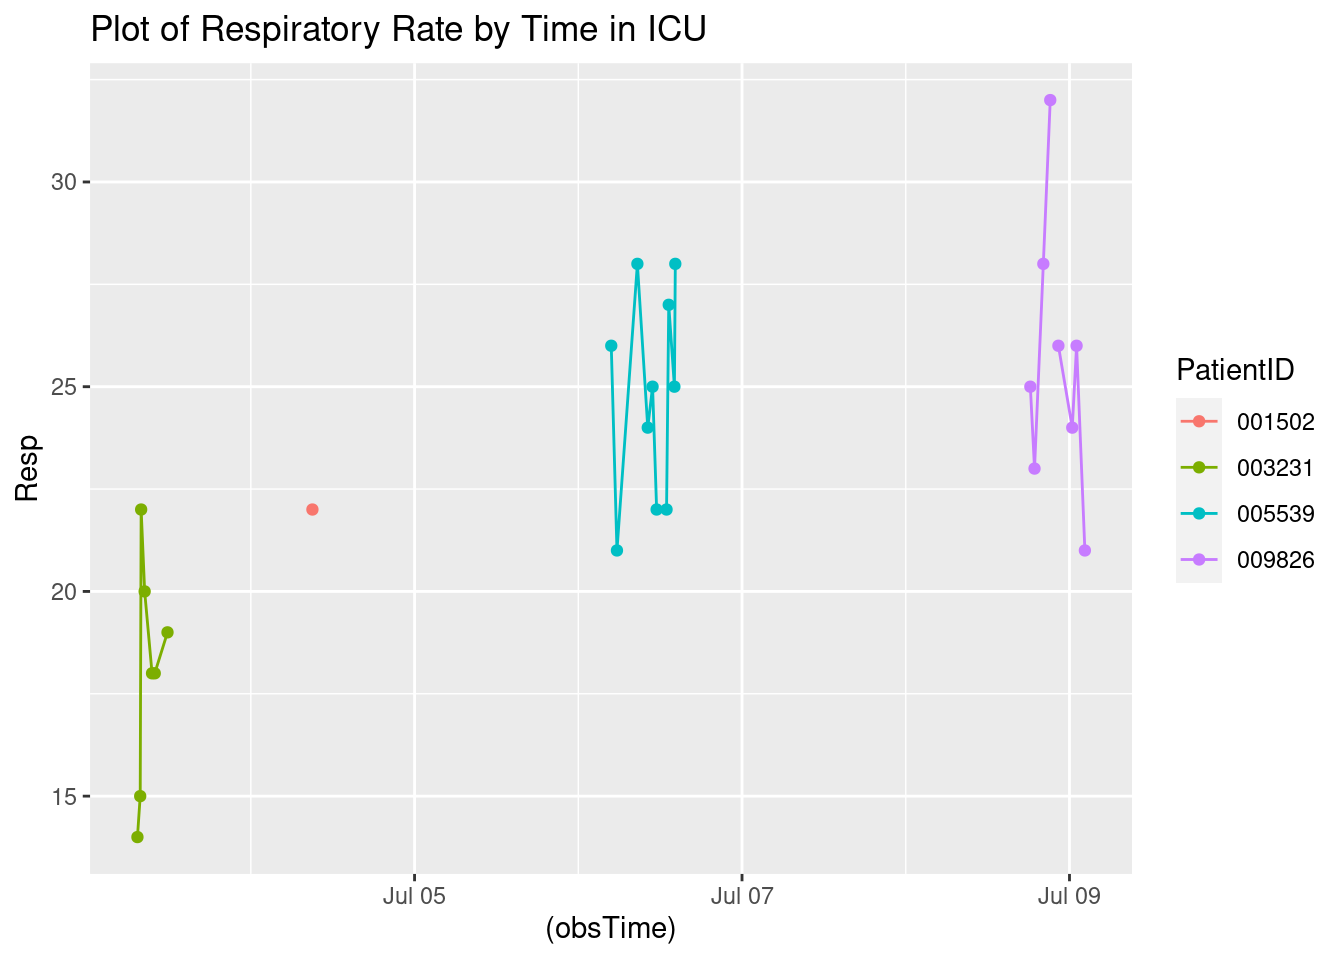 Plot of Respiratory Rate by Time in ICU
Resp
30
25
20
15
Jul 05
Jul 07
Jul 09
(obsTime)
PatientID
001502
003231
005539
009826